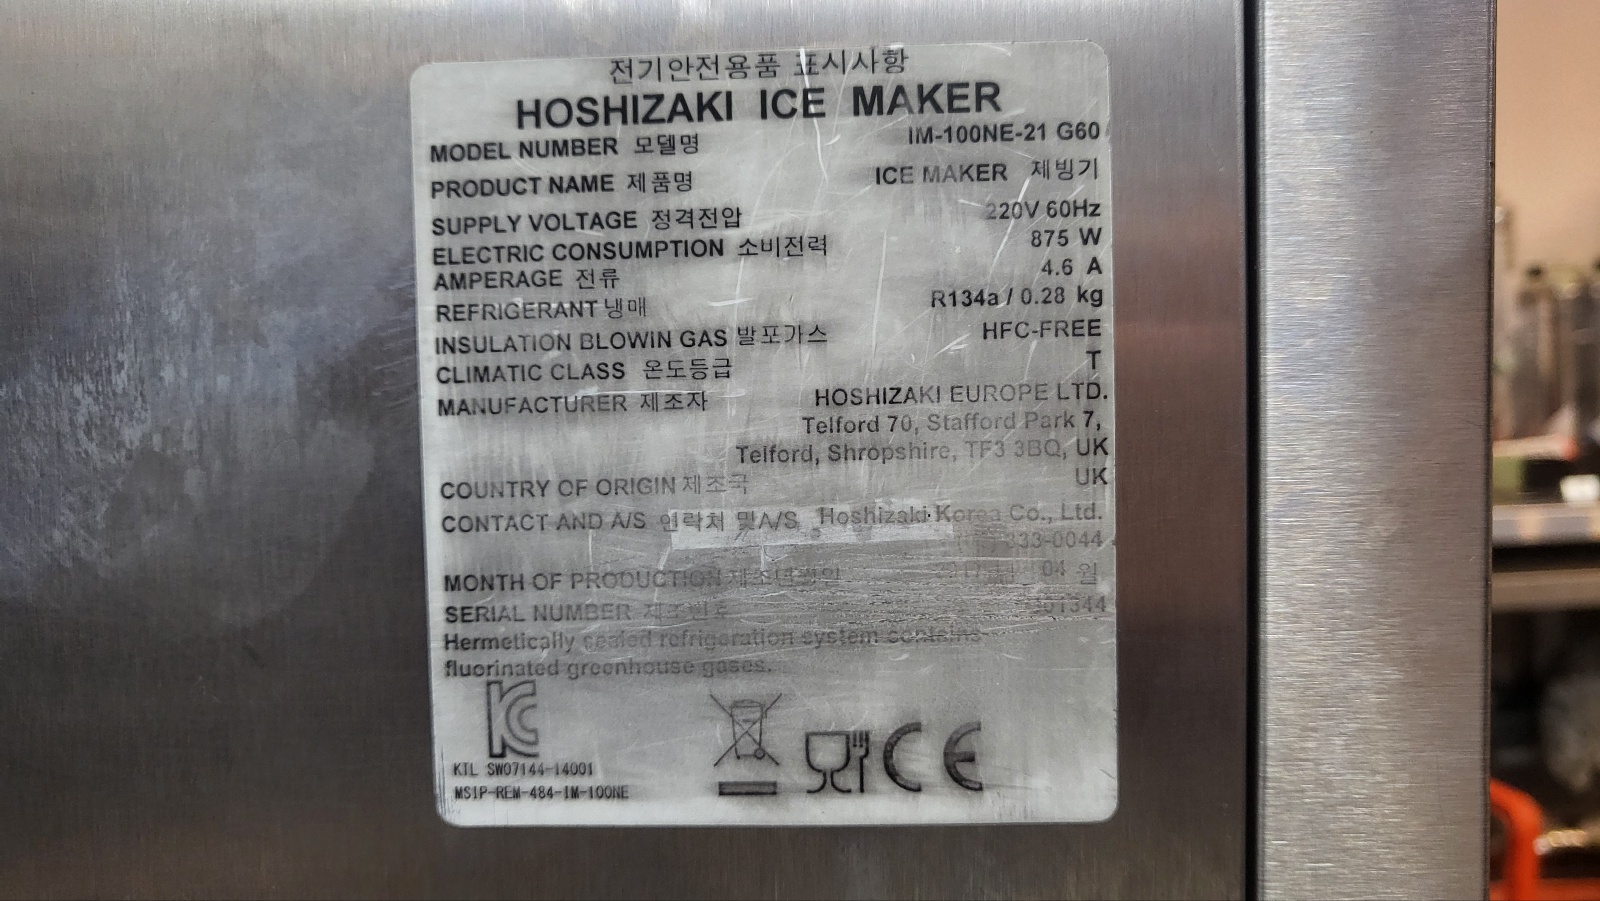 전기안전용품 표시사항
HOSHIZAKI ICE MAKER
MODEL NUMBER 모델명 IM-100NE-21 G60
PRODUCT NAME 제품명 ICE MAKER 제빙기
SUPPLY VOLTAGE 정격전압 220V 60Hz
ELECTRIC CONSUMPTION 소비전력 875 W
AMPERAGE 전류 4.6 A
REFRIGERANT 냉매 R134a / 0.28 kg
INSULATION BLOWIN GAS 발포가스 HFC-FREE
CLIMATIC CLASS 온도등급 T
MANUFACTURER 제조자 HOSHIZAKI EUROPE LTD.
Telford 70, Stafford Park 7,
Telford, Shropshire, TF3 3BQ, UK
COUNTRY OF ORIGIN 제조국 UK
CONTACT AND A/S 연락처 및A/S Hoshizaki Korea Co., Ltd.
333-0044
MONTH OF PRODUCTION 04 월
SERIAL NUMBER 제조번호
Hermetically sealed refrigeration system contains
fluorinated greenhouse gases.
KC
CE
KTL SW07144-14001
MSIP-REM-484-IM-100NE